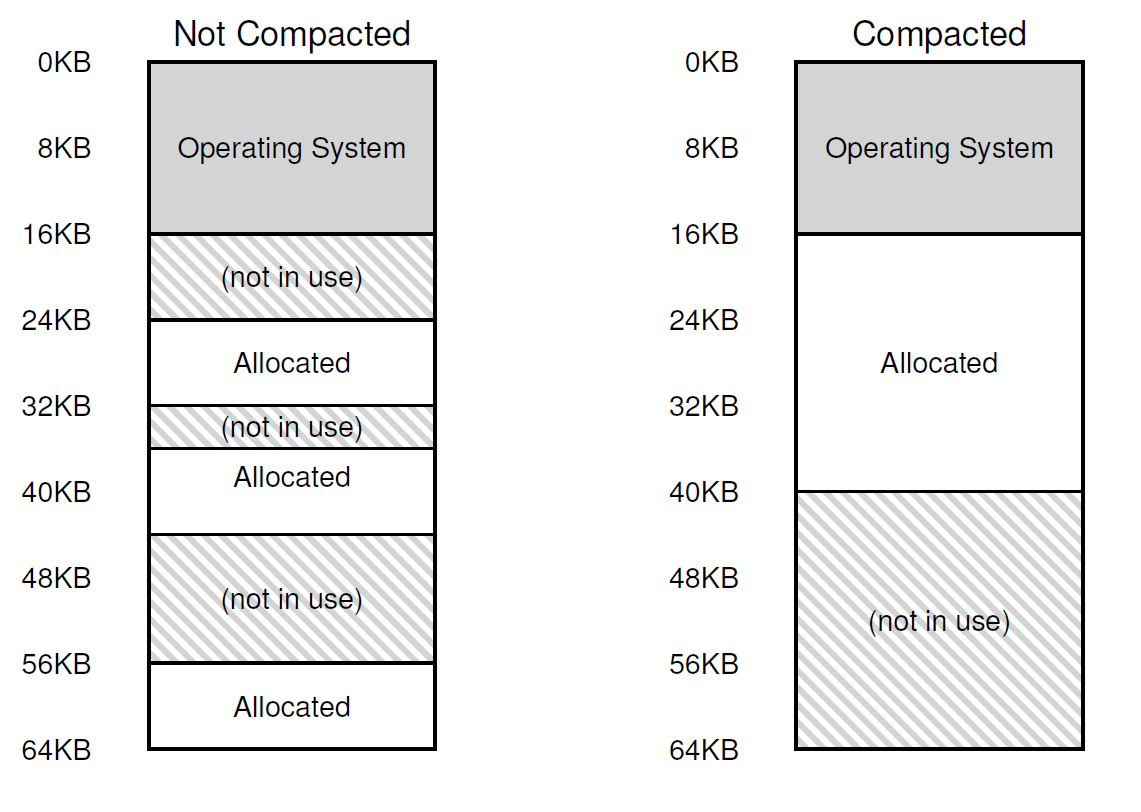 Not Compacted
0KB
Operating System
8KB
16KB
(not in use)
24KB
Allocated
32KB
(not in use)
Allocated
40KB
48KB
(not in use)
56KB
Allocated
64KB
Compacted
0KB
Operating System
8KB
16KB
24KB
Allocated
32KB
40KB
48KB
(not in use)
56KB
64KB